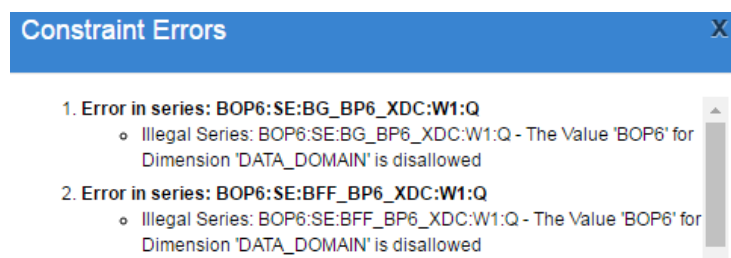 Constraint Errors X
1. Error in series: BOP6:SE:BG_BP6_XDC:W1:Q
Illegal Series: BOP6:SE:BG_BP6_XDC:W1:Q - The Value 'BOP6' for
Dimension 'DATA_DOMAIN' is disallowed
2. Error in series: BOP6:SE:BFF_BP6_XDC:W1:Q
Illegal Series: BOP6:SE:BFF_BP6_XDC:W1:Q - The Value 'BOP6' for
Dimension 'DATA_DOMAIN' is disallowed